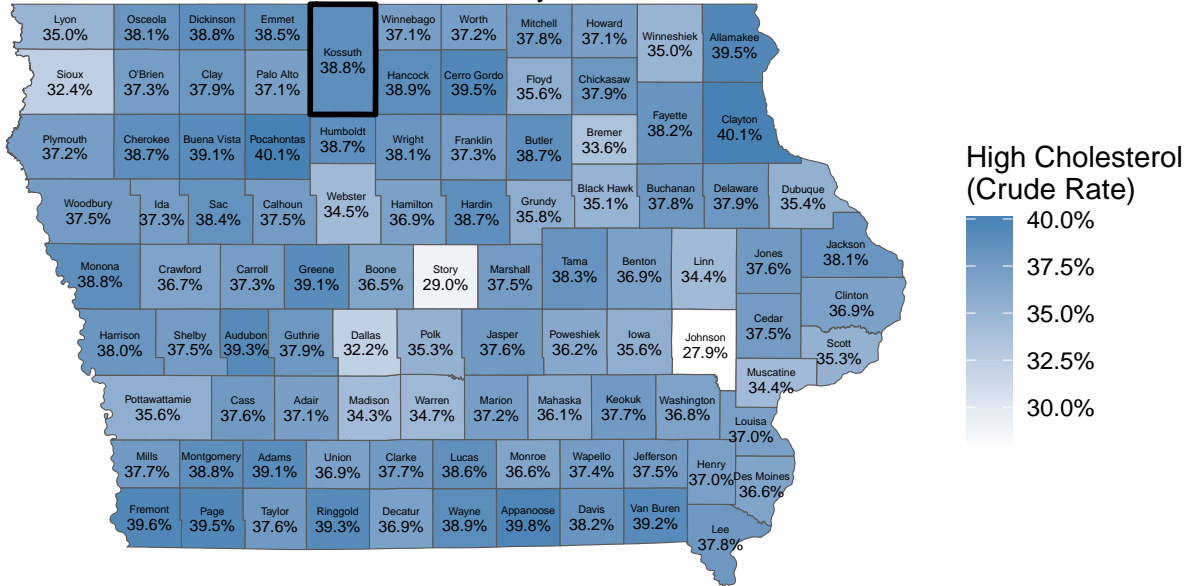 Lyon
35.0%
Osceola
38.1%
Dickinson
38.8%
Emmet
38.5%
Kossuth
38.8%
Winnebago
37.1%
Worth
37.2%
Mitchell
37.8%
Howard
37.1%
Winneshiek
35.0%
Allamakee
39.5%
Sioux
32.4%
O'Brien
37.3%
Clay
37.9%
Palo Alto
37.1%
Hancock
38.9%
Cerro Gordo
39.5%
Floyd
35.6%
Chickasaw
37.9%
Fayette
38.2%
Clayton
40.1%
Plymouth
37.2%
Cherokee
38.7%
Buena Vista
39.1%
Pocahontas
40.1%
Humboldt
38.7%
Wright
38.1%
Franklin
37.3%
Butler
38.7%
Bremer
33.6%
Woodbury
37.5%
Ida
37.3%
Sac
38.4%
Calhoun
37.5%
Webster
34.5%
Hamilton
36.9%
Hardin
38.7%
Grundy
35.8%
Black Hawk
35.1%
Buchanan
37.8%
Delaware
37.9%
Dubuque
35.4%
Monona
38.8%
Crawford
36.7%
Carroll
37.3%
Greene
39.1%
Boone
36.5%
Story
29.0%
Marshall
37.5%
Tama
38.3%
Benton
36.9%
Linn
34.4%
Jones
37.6%
Jackson
38.1%
Clinton
36.9%
Harrison
38.0%
Shelby
37.5%
Audubon
39.3%
Guthrie
37.9%
Dallas
32.2%
Polk
35.3%
Jasper
37.6%
Poweshiek
36.2%
Iowa
35.6%
Johnson
27.9%
Cedar
37.5%
Scott
35.3%
Muscatine
34.4%
Pottawattamie
35.6%
Cass
37.6%
Adair
37.1%
Madison
34.3%
Warren
34.7%
Marion
37.2%
Mahaska
36.1%
Keokuk
37.7%
Washington
36.8%
Louisa
37.0%
Mills
37.7%
Montgomery
38.8%
Adams
39.1%
Union
36.9%
Clarke
37.7%
Lucas
38.6%
Monroe
36.6%
Wapello
37.4%
Jefferson
37.5%
Henry
37.0%
Des Moines
36.6%
Fremont
39.6%
Page
39.5%
Taylor
37.6%
Ringgold
39.3%
Decatur
36.9%
Wayne
38.9%
Appanoose
39.8%
Davis
38.2%
Van Buren
39.2%
Lee
37.8%
High Cholesterol
(Crude Rate)
40.0%
37.5%
35.0%
32.5%
30.0%